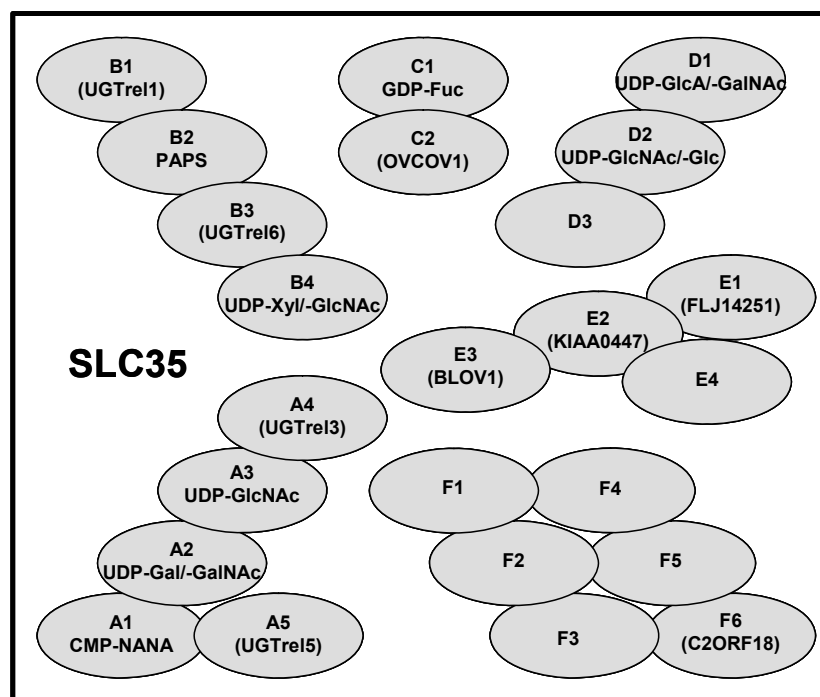 B1
(UGTrel1)
B2
PAPS
B3
(UGTrel6)
B4
UDP-Xyl/-GlcNAc
C1
GDP-Fuc
C2
(OVCOV1)
D1
UDP-GlcA/-GalNAc
D2
UDP-GlcNAc/-Glc
D3
E1
(FLJ14251)
E2
(KIAA0447)
E3
(BLOV1)
E4
SLC35
A4
(UGTrel3)
A3
UDP-GlcNAc
A2
UDP-Gal/-GalNAc
A1
CMP-NANA
A5
(UGTrel5)
F1
F4
F2
F5
F3
F6
(C2ORF18)